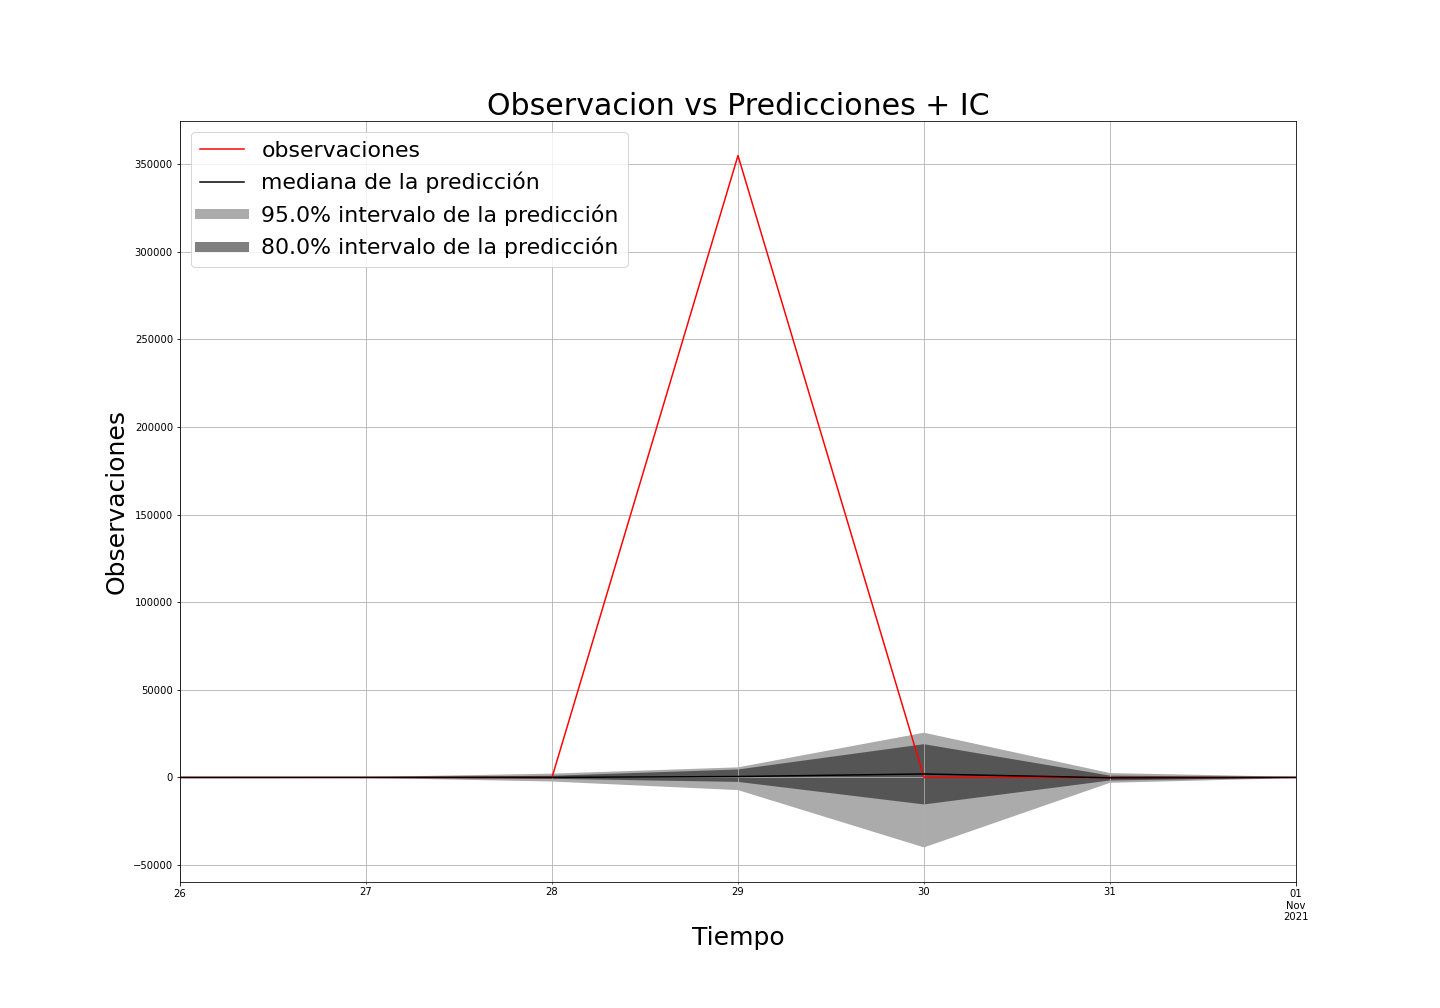 Observacion vs Predicciones + IC
observaciones
mediana de la predicción
95.0% intervalo de la predicción
80.0% intervalo de la predicción
350000
300000
250000
200000
150000
100000
50000
0
−50000
Observaciones
26
27
28
29
30
31
01
Nov
2021
Tiempo